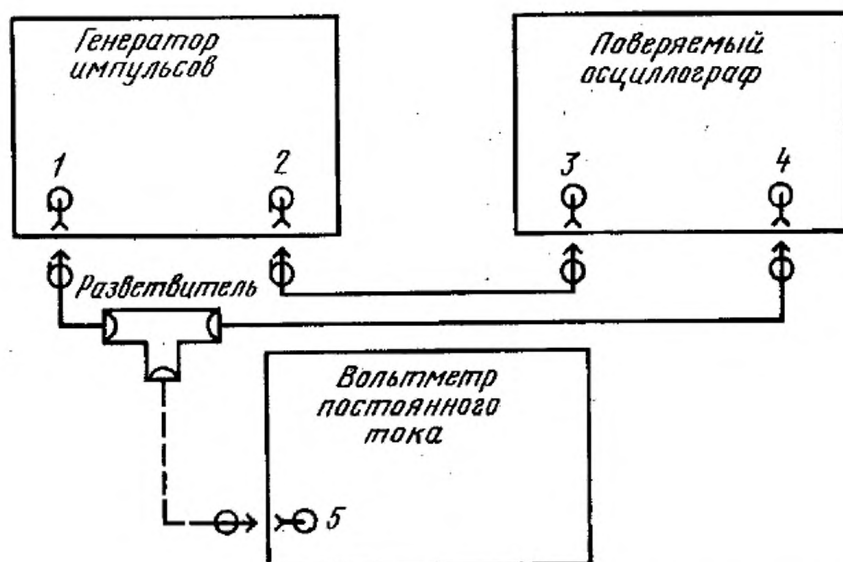 Генератор
импульсов
Поверяемый
осциллограф
1
2
3
4
Разветвитель
Вольтметр
постоянного
тока
5